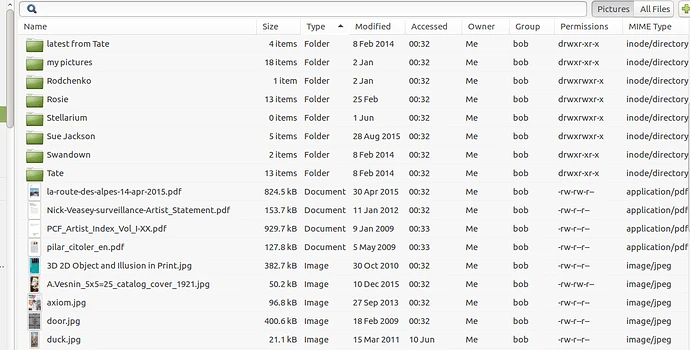 Pictures All Files
Name Size Type Modified Accessed Owner Group Permissions MIME Type
latest from Tate 4 items Folder 8 Feb 2014 00:32 Me bob drwxr-xr-x inode/directory
my pictures 18 items Folder 2 Jan 00:32 Me bob drwxr-xr-x inode/directory
Rodchenko 1 item Folder 2 Jan 00:32 Me bob drwxrwxr-x inode/directory
Rosie 13 items Folder 25 Feb 00:32 Me bob drwxrwxr-x inode/directory
Stellarium 0 items Folder 1 Jun 00:32 Me bob drwxrwxr-x inode/directory
Sue Jackson 5 items Folder 28 Aug 2015 00:32 Me bob drwxrwxr-x inode/directory
Swandown 2 items Folder 8 Feb 2014 00:32 Me bob drwxr-xr-x inode/directory
Tate 13 items Folder 8 Feb 2014 00:32 Me bob drwxr-xr-x inode/directory
la-route-des-alpes-14-apr-2015.pdf 824.5 kB Document 30 Apr 2015 00:32 Me bob -rw-rw-r-- application/pdf
Nick-Veasey-surveillance-Artist_Statement.pdf 153.7 kB Document 11 Jan 2012 00:32 Me bob -rw-r--r-- application/pdf
PCF_Artist_Index_Vol_I-XX.pdf 929.7 kB Document 9 Jan 2009 00:33 Me bob -rw-r--r-- application/pdf
pilar_citoler_en.pdf 127.8 kB Document 5 May 2009 00:33 Me bob -rw-r--r-- application/pdf
3D 2D Object and Illusion in Print.jpg 382.7 kB Image 30 Oct 2010 00:32 Me bob -rw-r--r-- image/jpeg
A.Vesnin_5x5=25_catalog_cover_1921.jpg 50.2 kB Image 10 Dec 2015 00:32 Me bob -rw-rw-r-- image/jpeg
axiom.jpg 96.8 kB Image 27 Sep 2013 00:32 Me bob -rw-r--r-- image/jpeg
door.jpg 400.6 kB Image 18 Feb 2009 00:32 Me bob -rw-r--r-- image/jpeg
duck.jpg 21.1 kB Image 15 Mar 2011 10 Jun Me bob -rw-r--r-- image/jpeg